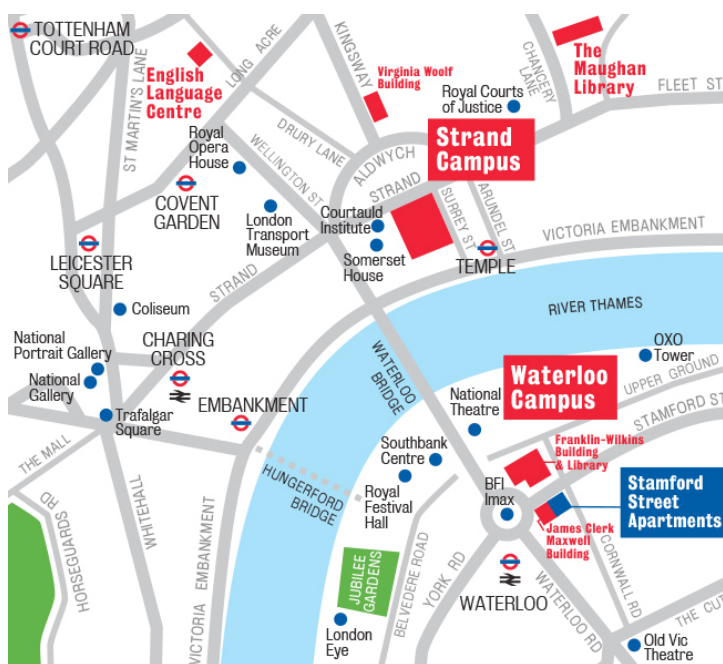 TOTTENHAM
COURT ROAD
ST MARTIN'S LANE
English
Language
Centre
LONG ACRE
KINGSWAY
Virginia Woolf
Building
CHANCERY
LANE
The
Maughan
Library
Royal Courts
of Justice
FLEET ST
DRURY LANE
Royal
Opera
House
WELLINGTON ST
ALDWYCH
Strand
Campus
COVENT
GARDEN
London
Transport
Museum
STRAND
Courtauld
Institute
Somerset
House
SURREY ST
ARUNDEL ST
TEMPLE
VICTORIA EMBANKMENT
LEICESTER
SQUARE
STRAND
Coliseum
RIVER THAMES
National
Portrait Gallery
National
Gallery
CHARING
CROSS
Trafalgar
Square
EMBANKMENT
WATERLOO
BRIDGE
OXO
Tower
Waterloo
Campus
National
Theatre
UPPER GROUND
STAMFORD ST
THE MALL
HUNGERFORD
BRIDGE
Southbank
Centre
Royal
Festival
Hall
Franklin-Wilkins
Building
& Library
BFI
Imax
Stamford
Street
Apartments
James Clerk
Maxwell
Building
HORSEGUARDS RD
WHITEHALL
VICTORIA EMBANKMENT
JUBILEE
GARDENS
BELVEDERE ROAD
YORK RD
WATERLOO
WATERLOO RD
CORNWALL RD
THE CUT
London
Eye
Old Vic
Theatre